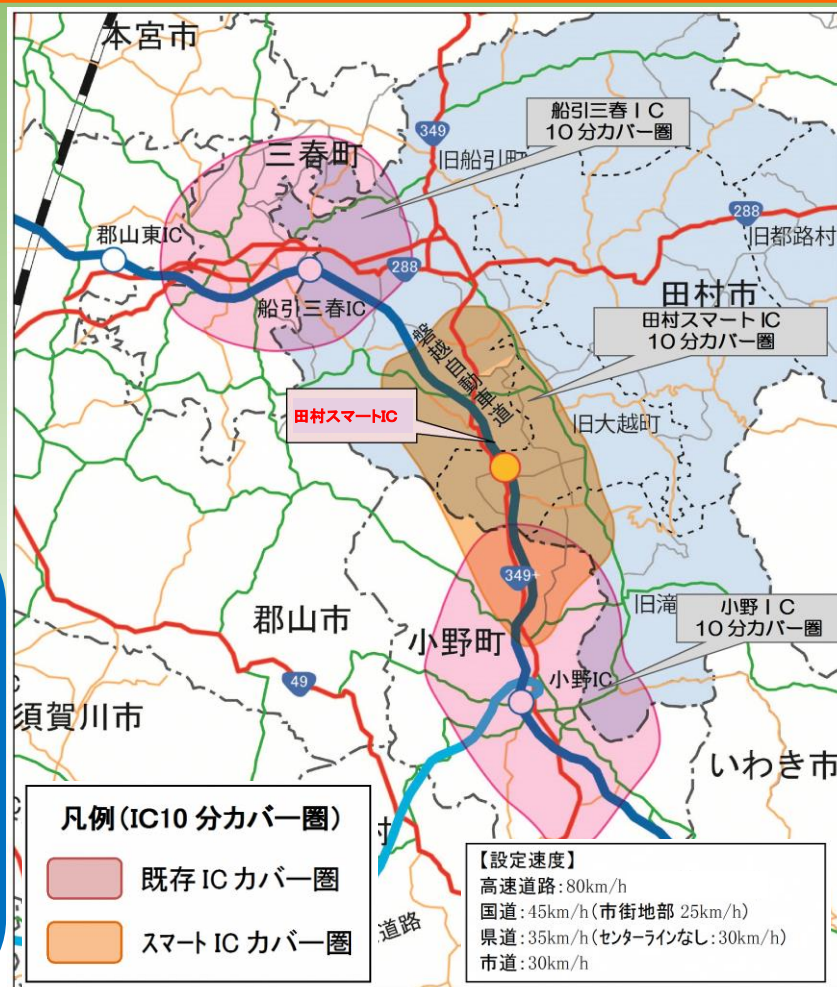 本宮市
船引三春IC
10分カバー圏
349
三春町
旧船引町
郡山東IC
288
旧都路村
288
船引三春IC
田村市
田村スマートIC
10分カバー圏
磐越自動車道
田村スマートIC
旧大越町
349
旧滝
小野IC
10分カバー圏
郡山市
小野町
小野IC
49
須賀川市
いわき市
凡例(IC10分カバー圏)
村
既存ICカバー圏
スマートICカバー圏
道路
【設定速度】
高速道路:80km/h
国道:45km/h(市街地部 25km/h)
県道:35km/h(センターラインなし:30km/h)
市道:30km/h